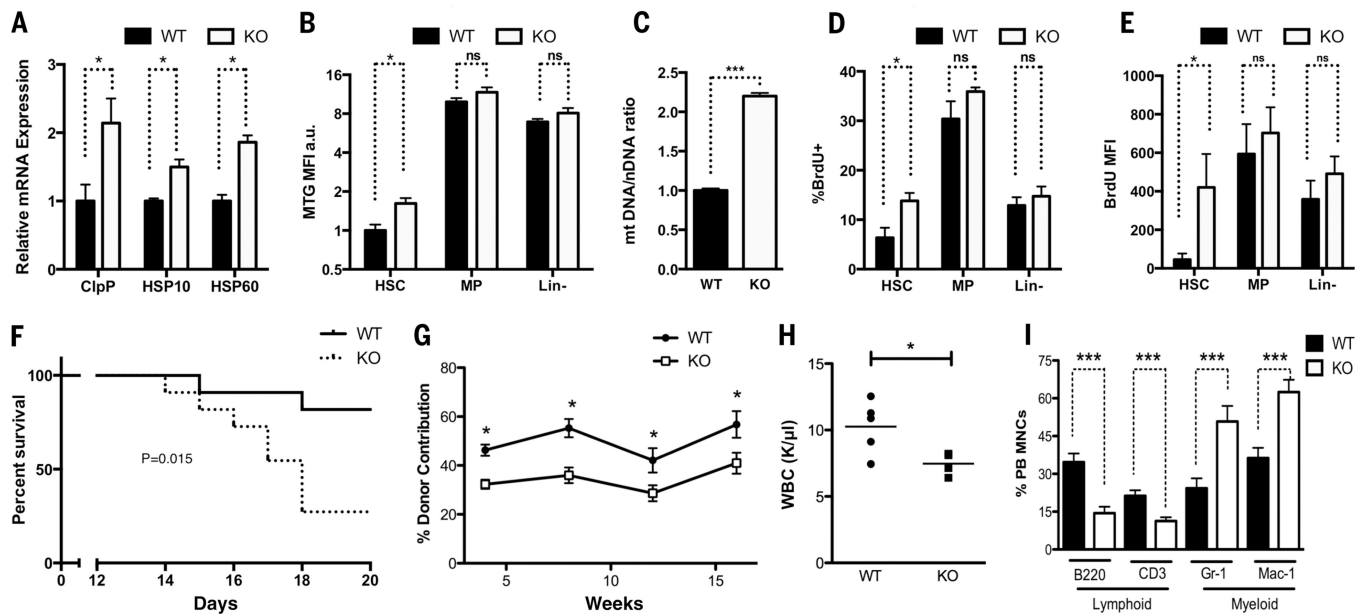 A
WT KO
Relative mRNA Expression
3
2
1
0
* * *
ClpP HSP10 HSP60
B
WT KO
MTG MFI a.u.
16
8
4
2
1
0.5
* ns ns
HSC MP Lin-
C
WT KO
mt DNA/nDNA ratio
2.5
2.0
1.5
1.0
0.5
0.0
***
WT KO
D
WT KO
%BrdU+
40
30
20
10
0
* ns ns
HSC MP Lin-
E
WT KO
BrdU MFI
1000
800
600
400
200
0
* ns ns
HSC MP Lin-
F
WT
KO
Percent survival
100
50
0
P=0.015
0 12 14 16 18 20
Days
G
WT
KO
% Donor Contribution
80
60
40
20
0
* * * *
5 10 15
Weeks
H
WBC (K/µl)
15
10
5
0
*
WT KO
I
WT
KO
% PB MNCs
75
60
45
30
15
0
*** *** *** ***
B220 CD3 Gr-1 Mac-1
Lymphoid Myeloid